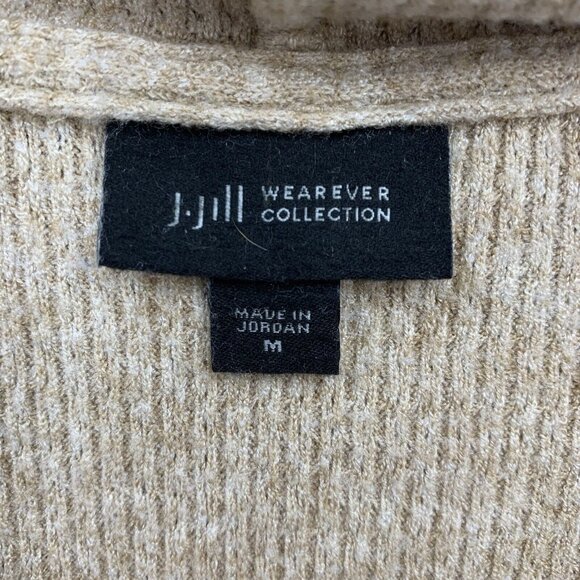 J.Jill WEAREVER
COLLECTION
MADE IN
JORDAN
M